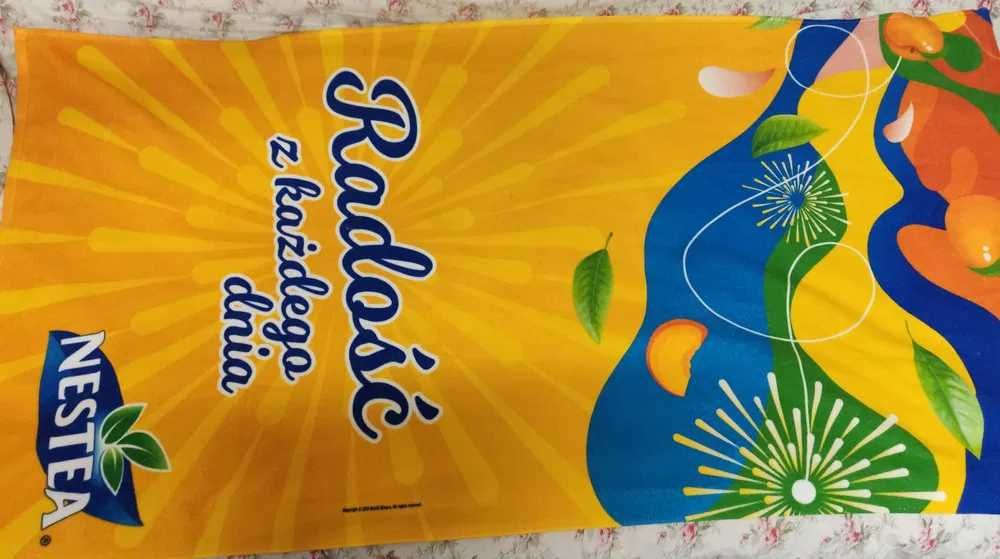 Radość
z każdego
dnia
NESTEA
®